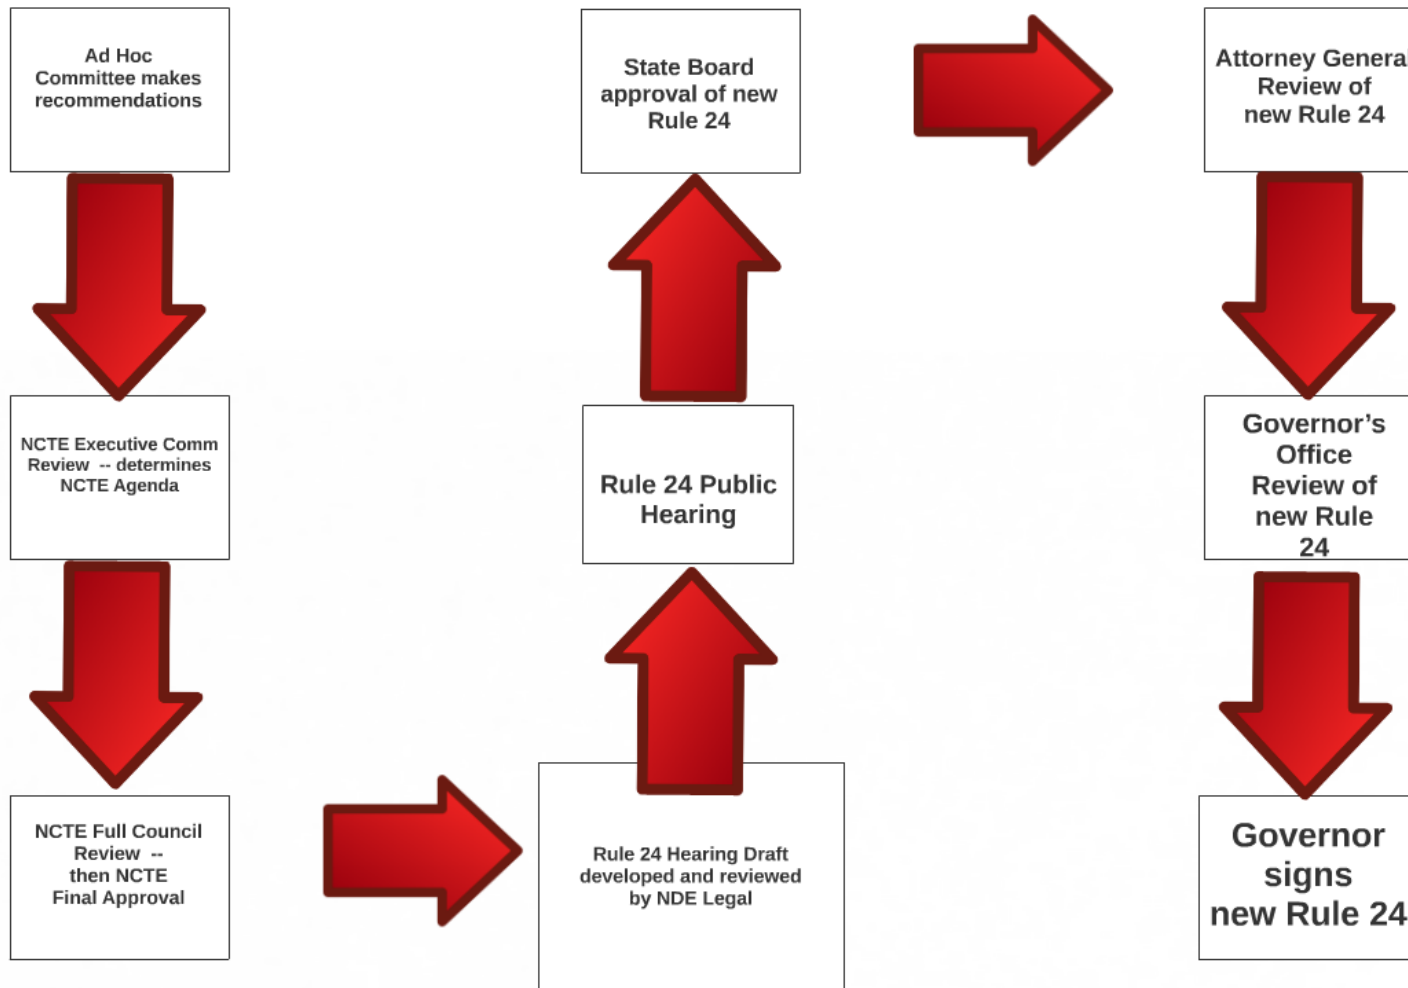 Ad Hoc
Committee makes
recommendations
NCTE Executive Comm
Review -- determines
NCTE Agenda
NCTE Full Council
Review --
then NCTE
Final Approval
Rule 24 Hearing Draft
developed and reviewed
by NDE Legal
Rule 24 Public
Hearing
State Board
approval of new
Rule 24
Attorney General
Review of
new Rule 24
Governor’s
Office
Review of
new Rule
24
Governor
signs
new Rule 24